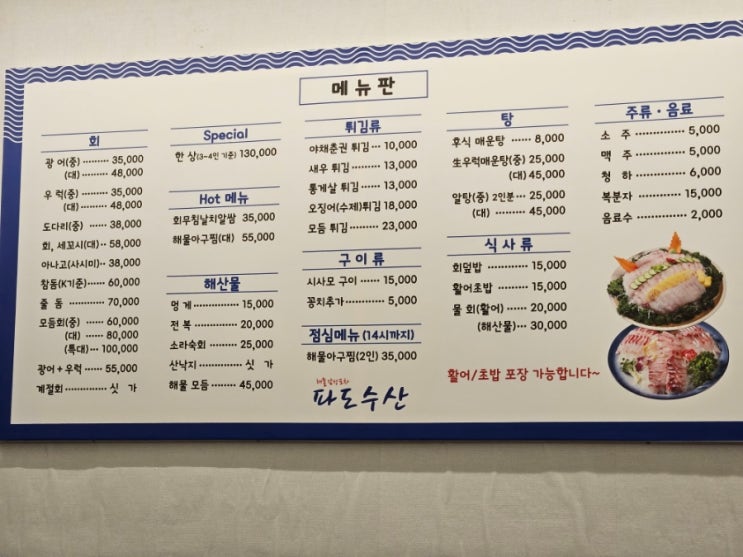 메뉴판
회
광 어(중) ········· 35,000
(대) ········· 48,000
우 럭(중) ········· 35,000
(대) ········· 48,000
도다리(중) ······· 38,000
회, 세꼬시(대) ·· 58,000
아나고(사시미) ·· 38,000
참돔(K기준) ······ 60,000
줄 돔 ············ 70,000
모듬회(중) ······ 60,000
(대) ······ 80,000
(특대) ··· 100,000
광어 + 우럭 ······ 55,000
계절회 ············ 싯 가
Special
한 상(3~4인 기준) 130,000
Hot 메뉴
회무침날치알쌈 35,000
해물아구찜(대) 55,000
해산물
멍 게 ·············· 15,000
전 복 ·············· 20,000
소라숙회 ·········· 25,000
산낙지 ··········· 싯 가
해물 모듬 ········ 45,000
튀김류
야채춘권 튀김 ··· 10,000
새우 튀김 ········· 13,000
통게살 튀김 ······ 13,000
오징어(수제)튀김 18,000
모듬 튀김 ········· 23,000
구이류
시사모 구이 ······ 15,000
꽁치추가 ·········· 5,000
점심메뉴 (14시까지)
해물아구찜(2인) 35,000
파도수산
탕
후식 매운탕 ······ 8,000
生우럭매운탕(중) 25,000
(대) 45,000
알탕(중) 2인분 ··· 25,000
(대) ······ 45,000
식사류
회덮밥 ············ 15,000
활어초밥 ········· 15,000
물 회(활어) ······ 20,000
(해산물)··· 30,000
활어/초밥 포장 가능합니다~
주류 · 음료
소 주 ·············· 5,000
맥 주 ·············· 5,000
청 하 ·············· 6,000
복분자 ············ 15,000
음료수 ············ 2,000